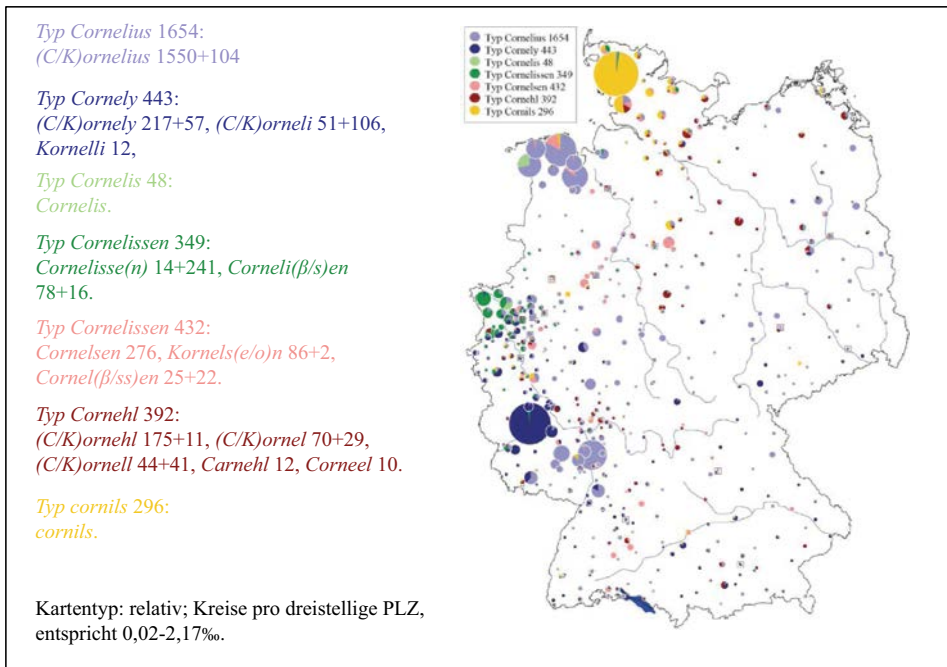 Typ Cornelius 1654:
(C/K)ornelius 1550+104
Typ Cornely 443:
(C/K)ornely 217+57, (C/K)orneli 51+106,
Kornelli 12,
Typ Cornelis 48:
Cornelis.
Typ Cornelissen 349:
Cornelisse(n) 14+241, Corneli(β/s)en
78+16.
Typ Cornelissen 432:
Cornelsen 276, Kornels(e/o)n 86+2,
Cornel(β/ss)en 25+22.
Typ Cornehl 392:
(C/K)ornehl 175+11, (C/K)ornel 70+29,
(C/K)ornell 44+41, Carnehl 12, Corneel 10.
Typ cornils 296:
cornils.
Kartentyp: relativ; Kreise pro dreistellige PLZ,
entspricht 0,02-2,17‰.
Typ Cornelius 1654
Typ Cornely 443
Typ Cornelis 48
Typ Cornelissen 349
Typ Cornelsen 432
Typ Cornehl 392
Typ Cornils 296